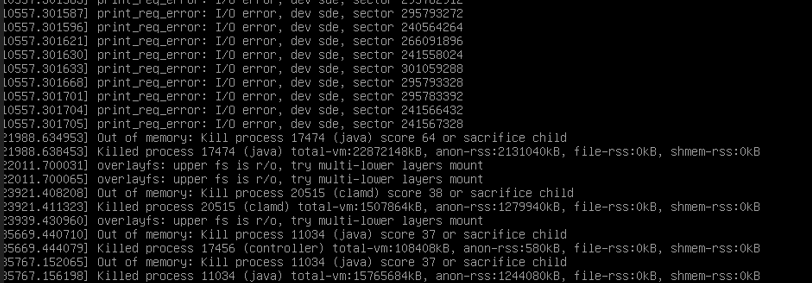 10557.301587] print_req_error: I/O error, dev sde, sector 295793272
10557.301596] print_req_error: I/O error, dev sde, sector 240564264
10557.301621] print_req_error: I/O error, dev sde, sector 266091896
10557.301630] print_req_error: I/O error, dev sde, sector 241558024
10557.301633] print_req_error: I/O error, dev sde, sector 301059288
10557.301668] print_req_error: I/O error, dev sde, sector 295793328
10557.301701] print_req_error: I/O error, dev sde, sector 295783392
10557.301704] print_req_error: I/O error, dev sde, sector 241566432
10557.301705] print_req_error: I/O error, dev sde, sector 241567328
21988.634953] Out of memory: Kill process 17474 (java) score 64 or sacrifice child
21988.638453] Killed process 17474 (java) total-vm:22872148kB, anon-rss:2131040kB, file-rss:0kB, shmem-rss:0kB
22011.700031] overlayfs: upper fs is r/o, try multi-lower layers mount
22011.700065] overlayfs: upper fs is r/o, try multi-lower layers mount
23921.408208] Out of memory: Kill process 20515 (clamd) score 38 or sacrifice child
23921.411323] Killed process 20515 (clamd) total-vm:1507864kB, anon-rss:1279940kB, file-rss:0kB, shmem-rss:0kB
23939.430960] overlayfs: upper fs is r/o, try multi-lower layers mount
35669.440710] Out of memory: Kill process 11034 (java) score 37 or sacrifice child
35669.444079] Killed process 17456 (controller) total-vm:108408kB, anon-rss:580kB, file-rss:0kB, shmem-rss:0kB
35767.152065] Out of memory: Kill process 11034 (java) score 37 or sacrifice child
35767.156198] Killed process 11034 (java) total-vm:15765684kB, anon-rss:1244080kB, file-rss:0kB, shmem-rss:0kB